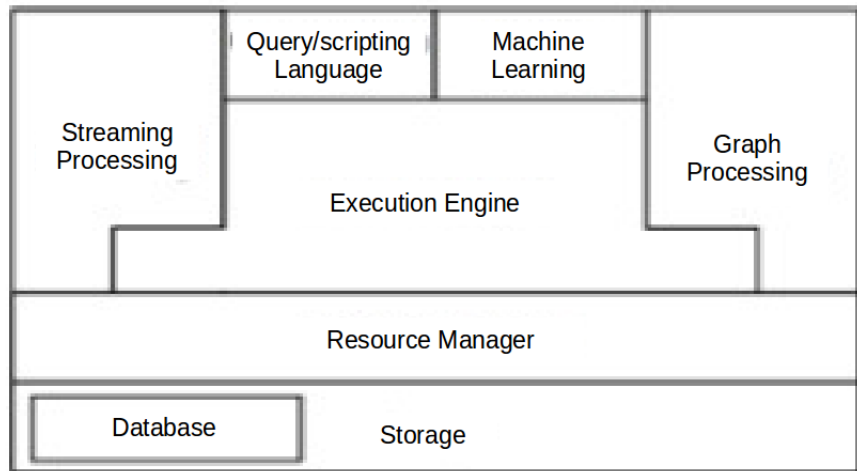 Query/scripting
Language
Machine
Learning
Streaming
Processing
Graph
Processing
Execution Engine
Resource Manager
Database
Storage